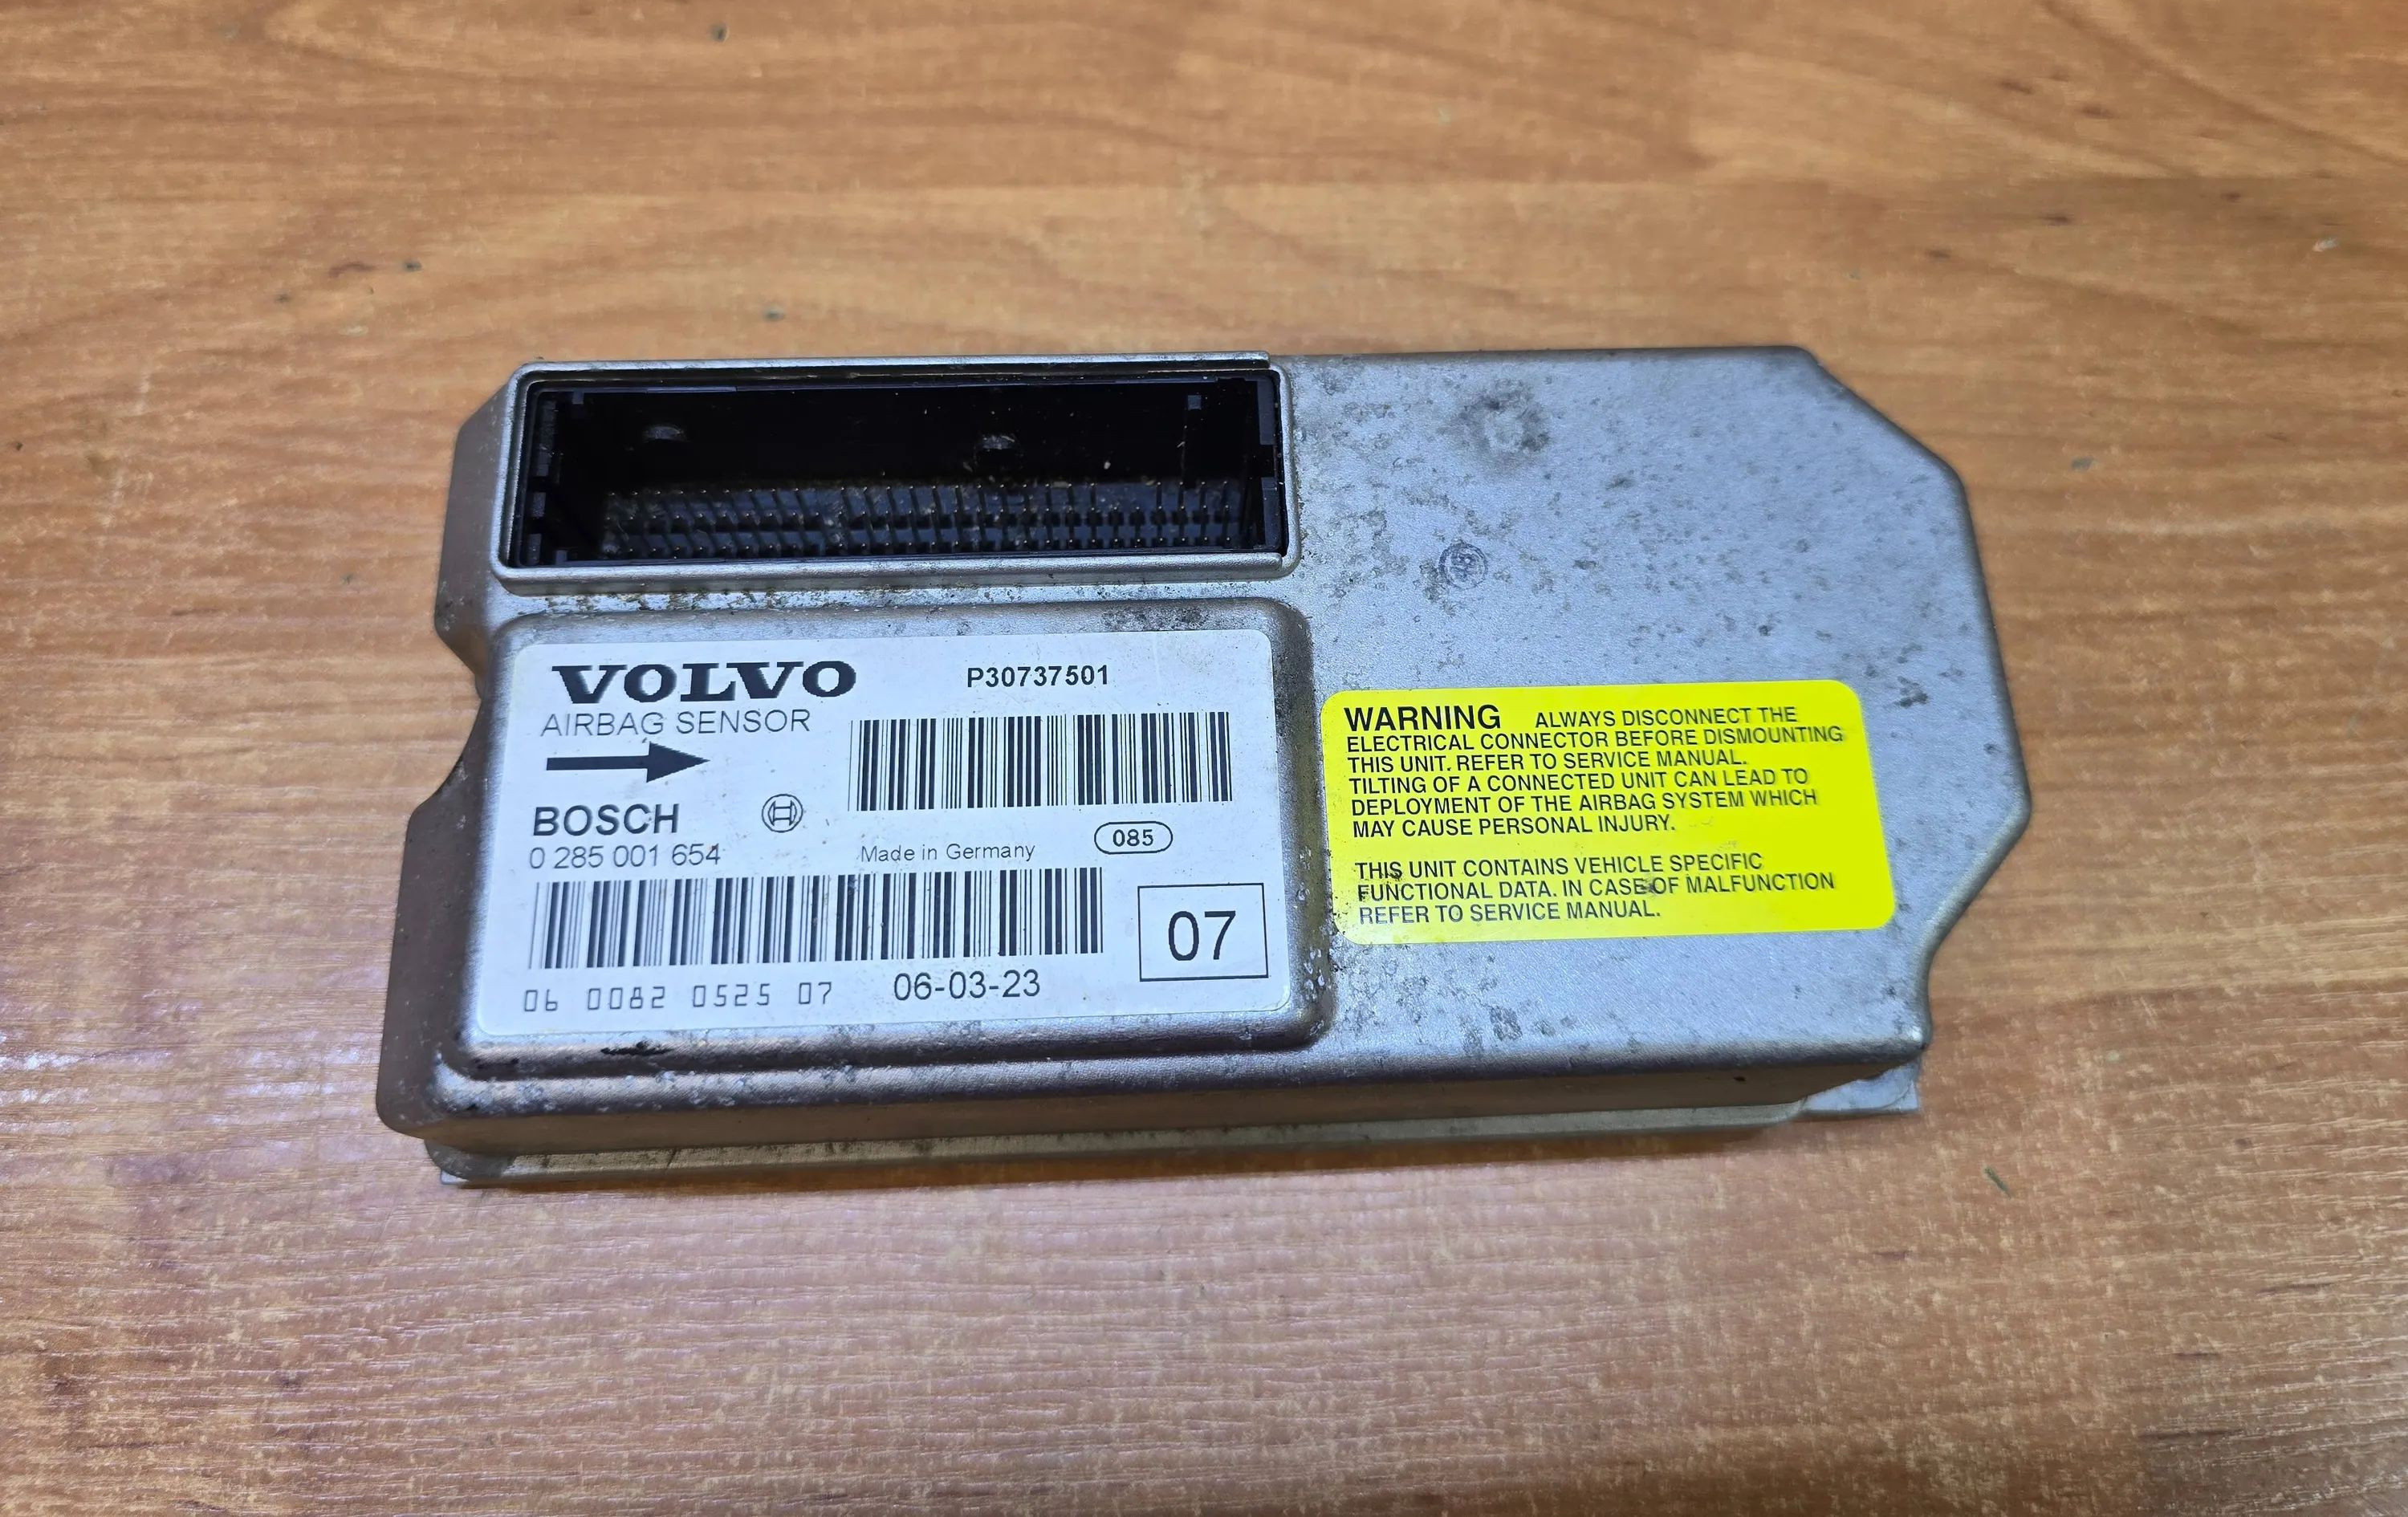 VOLVO
P30737501
AIRBAG SENSOR
BOSCH
0 285 001 654
Made in Germany
085
07
06 0082 0525 07
06-03-23
WARNING ALWAYS DISCONNECT THE
ELECTRICAL CONNECTOR BEFORE DISMOUNTING
THIS UNIT. REFER TO SERVICE MANUAL.
TILTING OF A CONNECTED UNIT CAN LEAD TO
DEPLOYMENT OF THE AIRBAG SYSTEM WHICH
MAY CAUSE PERSONAL INJURY.
THIS UNIT CONTAINS VEHICLE SPECIFIC
FUNCTIONAL DATA. IN CASE OF MALFUNCTION
REFER TO SERVICE MANUAL.